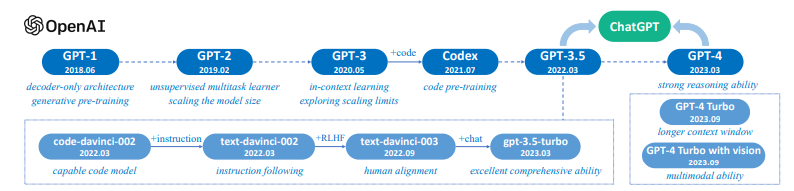 OpenAI
ChatGPT
GPT-1
2018.06
decoder-only architecture
generative pre-training
GPT-2
2019.02
unsupervised multitask learner
scaling the model size
GPT-3
2020.05
in-context learning
exploring scaling limits
+code
Codex
2021.07
code pre-training
GPT-3.5
2022.03
GPT-4
2023.03
strong reasoning ability
code-davinci-002
2022.03
capable code model
+instruction
text-davinci-002
2022.03
instruction following
+RLHF
text-davinci-003
2022.09
human alignment
+chat
gpt-3.5-turbo
2023.03
excellent comprehensive ability
GPT-4 Turbo
2023.09
longer context window
GPT-4 Turbo with vision
2023.09
multimodal ability